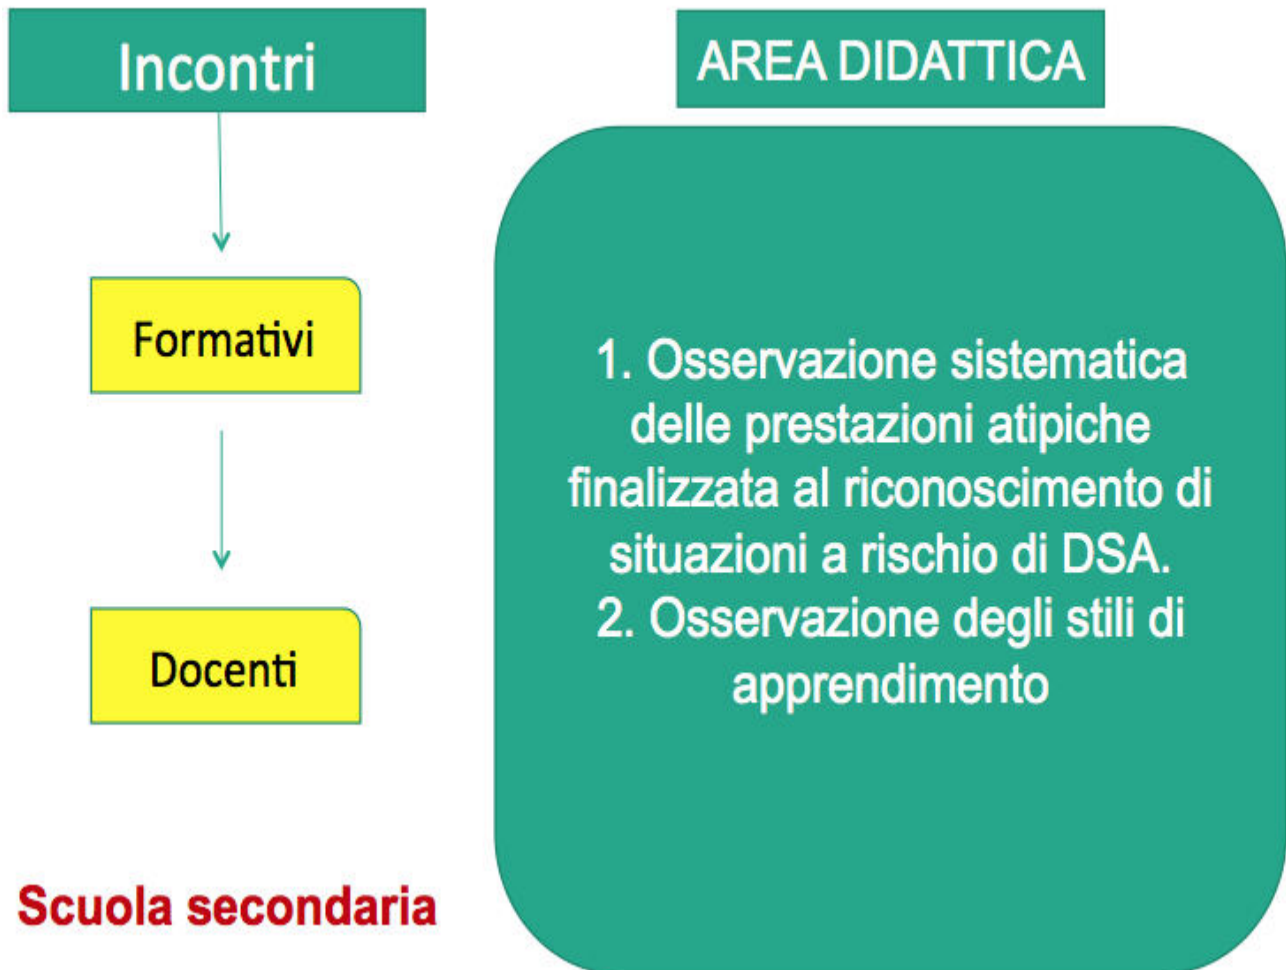 Incontri
Formativi
Docenti
Scuola secondaria
AREA DIDATTICA
1. Osservazione sistematica
delle prestazioni atipiche
finalizzata al riconoscimento di
situazioni a rischio di DSA.
2. Osservazione degli stili di
apprendimento